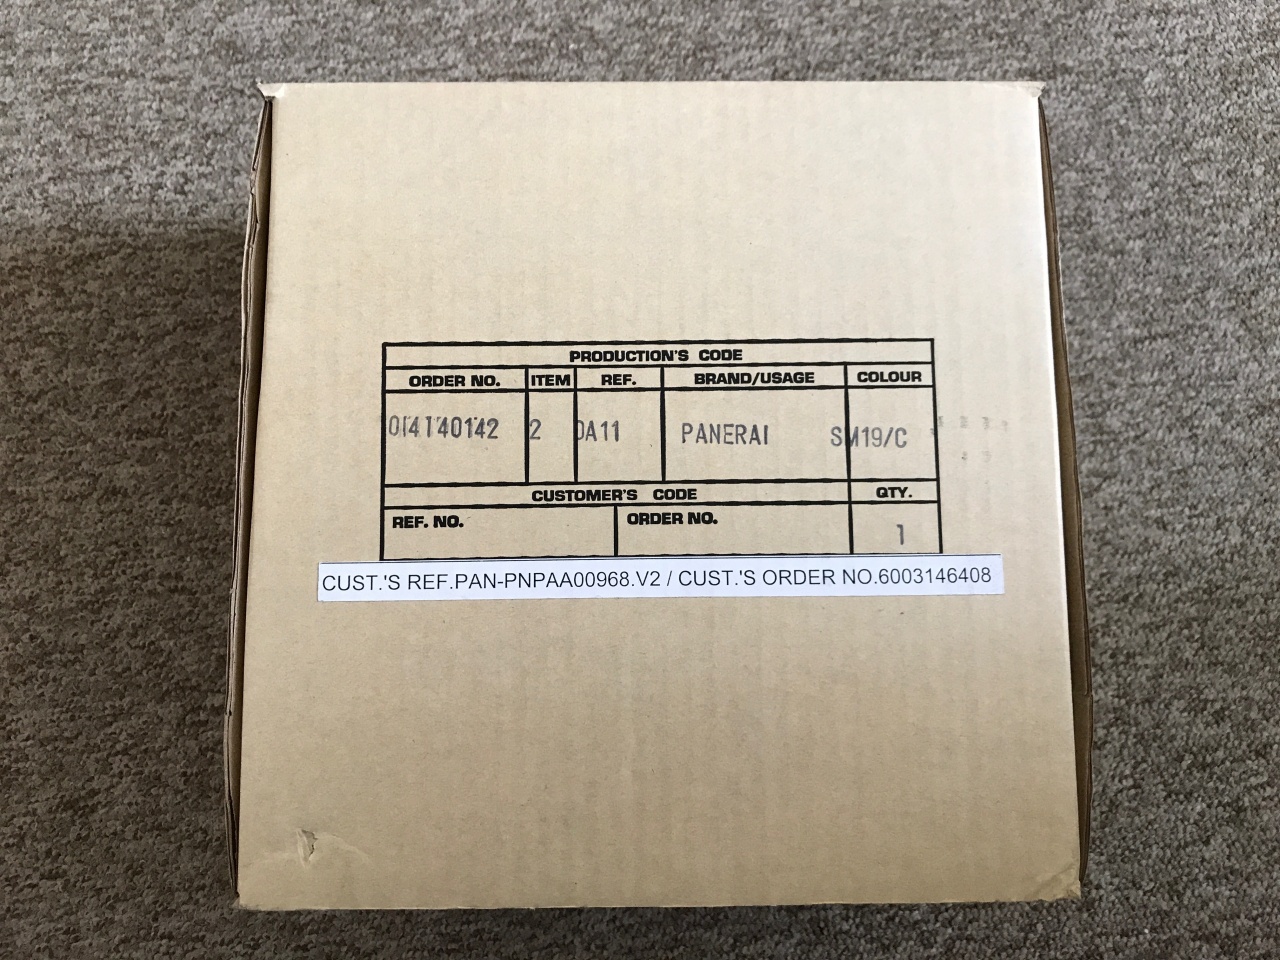 PRODUCTION'S CODE
ORDER NO. ITEM REF. BRAND/USAGE COLOUR
2 DA11 PANERAI SM19/C
CUSTOMER'S CODE QTY.
REF. NO. ORDER NO. 1
CUST.'S REF.PAN-PNPAA00968.V2 / CUST.'S ORDER NO.6003146408